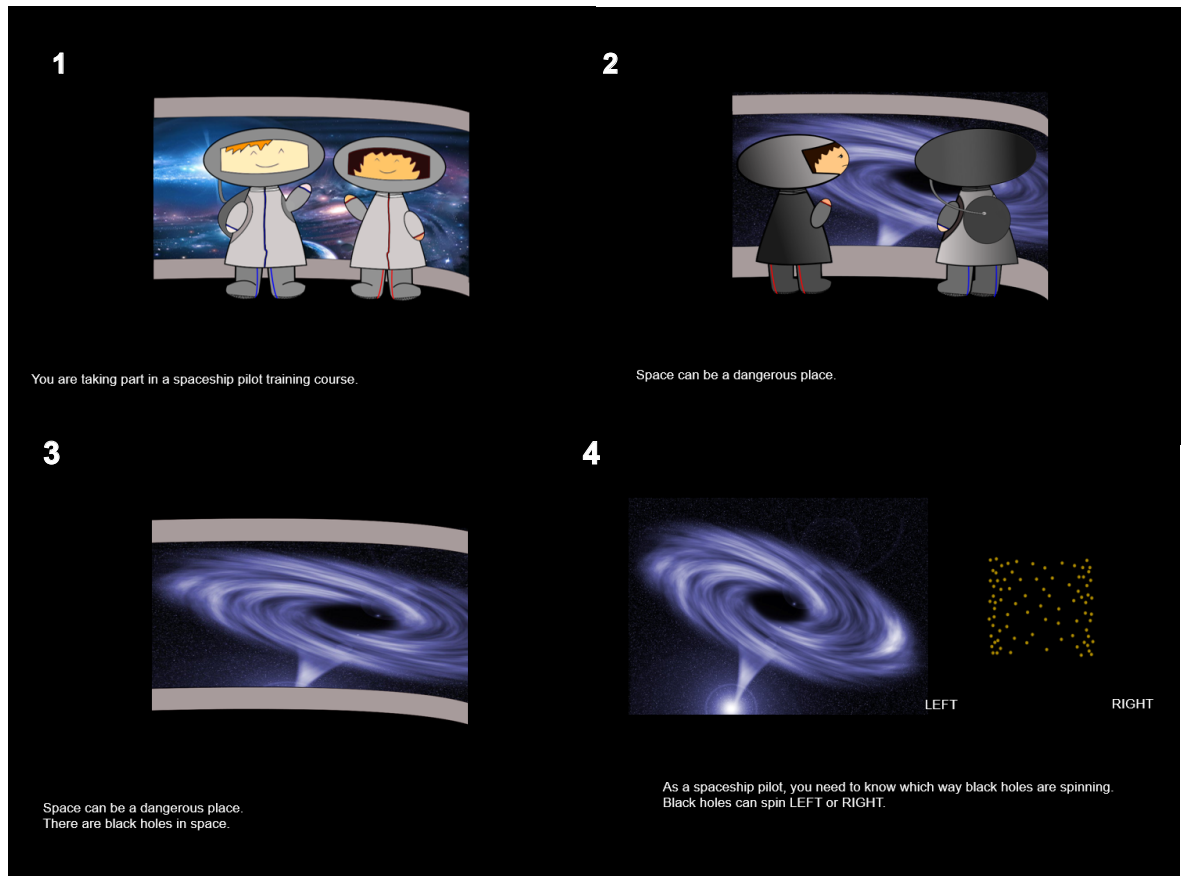 1
You are taking part in a spaceship pilot training course.
2
Space can be a dangerous place.
3
Space can be a dangerous place.
There are black holes in space.
4
LEFT
RIGHT
As a spaceship pilot, you need to know which way black holes are spinning.
Black holes can spin LEFT or RIGHT.